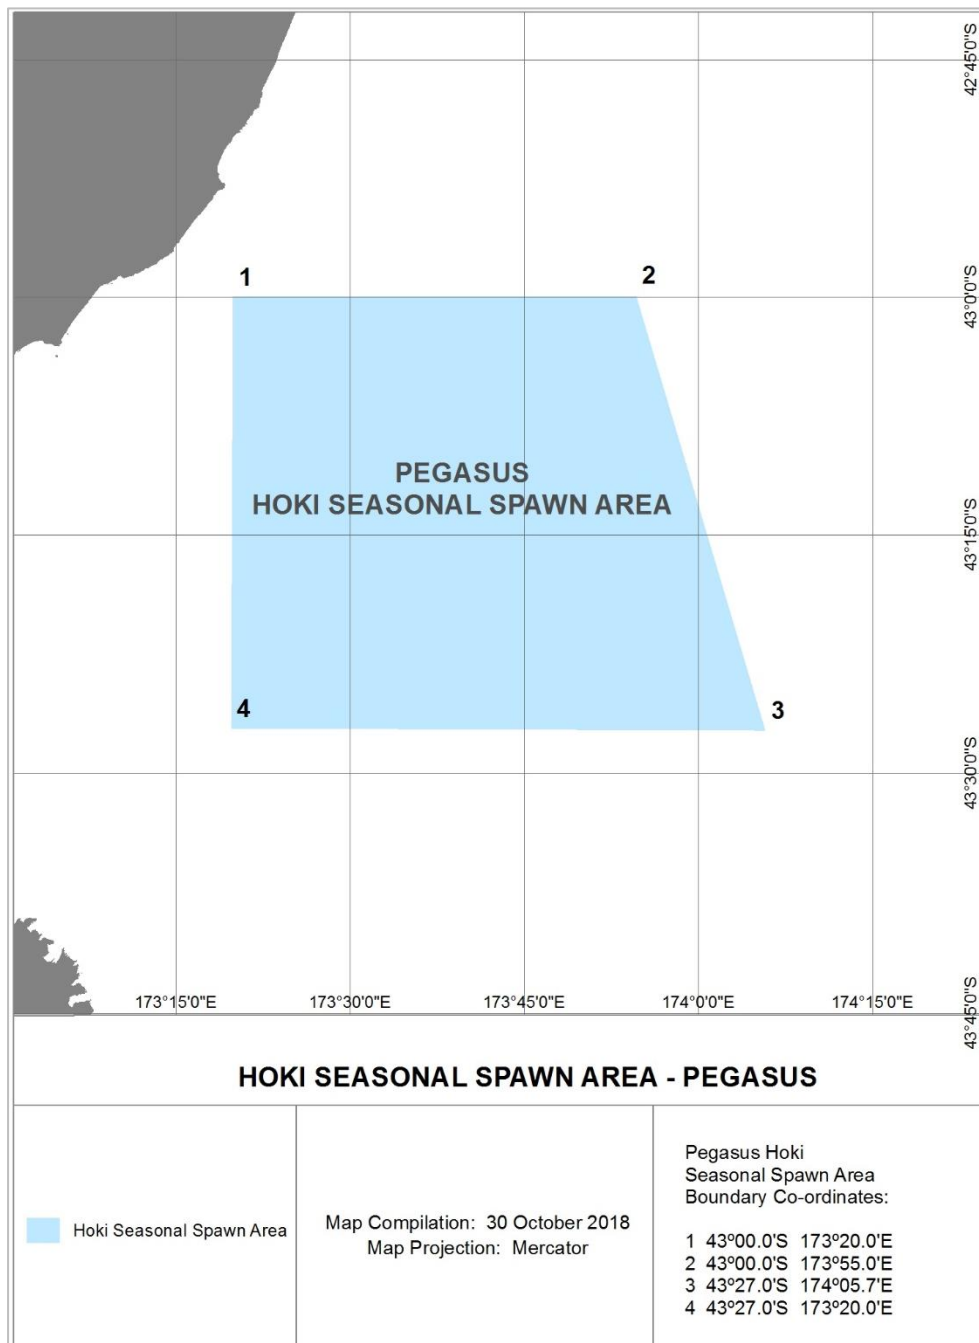 42°45'0"S
1
2
43°0'0"S
PEGASUS
HOKI SEASONAL SPAWN AREA
43°15'0"S
4
3
43°30'0"S
173°15'0"E 173°30'0"E 173°45'0"E 174°0'0"E 174°15'0"E
43°45'0"S
HOKI SEASONAL SPAWN AREA - PEGASUS
Hoki Seasonal Spawn Area
Map Compilation: 30 October 2018
Map Projection: Mercator
Pegasus Hoki
Seasonal Spawn Area
Boundary Co-ordinates:
1 43º00.0'S 173º20.0'E
2 43º00.0'S 173º55.0'E
3 43º27.0'S 174º05.7'E
4 43º27.0'S 173º20.0'E